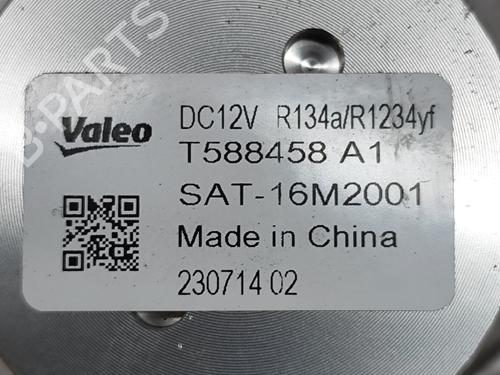 Valeo
DC12V R134a/R1234yf
T588458 A1
SAT-16M2001
Made in China
230714 02
B-PARTS